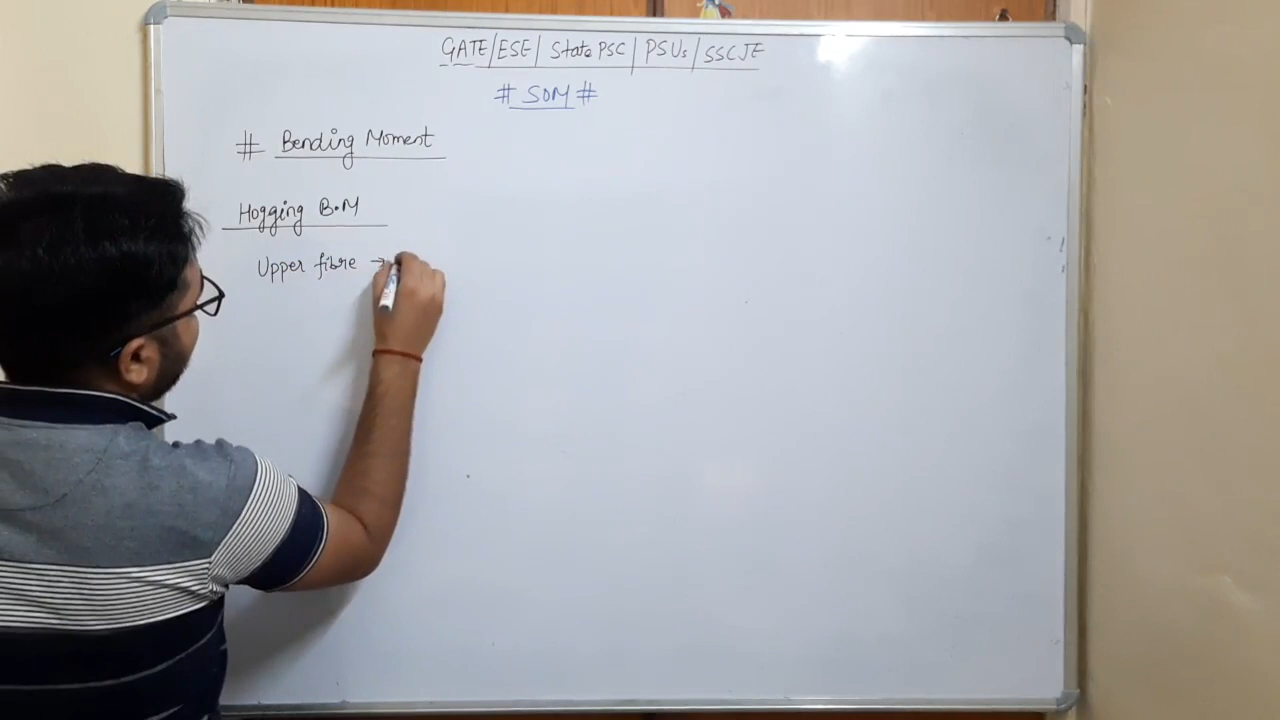 GATE/ESE/ State PSC/ PSUs/ SSCJE
# SOM #
# Bending Moment
Hogging B.M
Upper fibre →